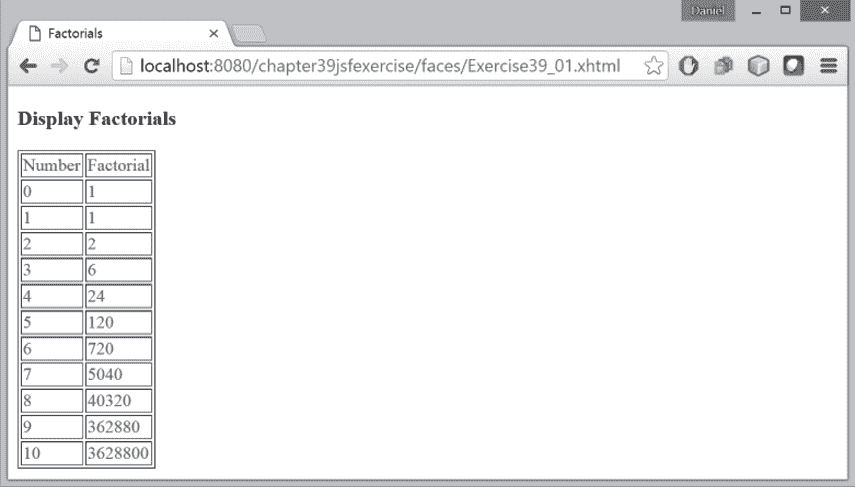 Daniel
Factorials
localhost:8080/chapter39jsfexercise/faces/Exercise39_01.xhtml
Display Factorials
Number Factorial
0 1
1 1
2 2
3 6
4 24
5 120
6 720
7 5040
8 40320
9 362880
10 3628800